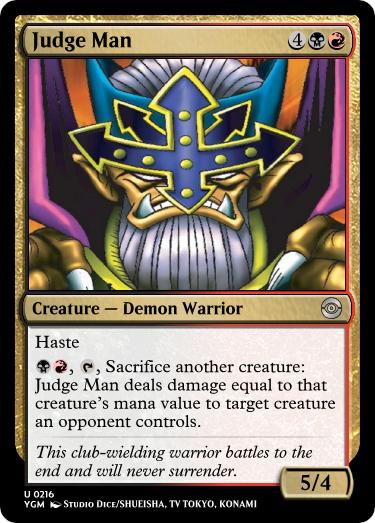 Judge Man 4
Creature — Demon Warrior
Haste
, , Sacrifice another creature:
Judge Man deals damage equal to that
creature's mana value to target creature
an opponent controls.
This club-wielding warrior battles to the
end and will never surrender.
5/4
U 0216
YGM Studio Dice/SHUEISHA, TV TOKYO, KONAMI